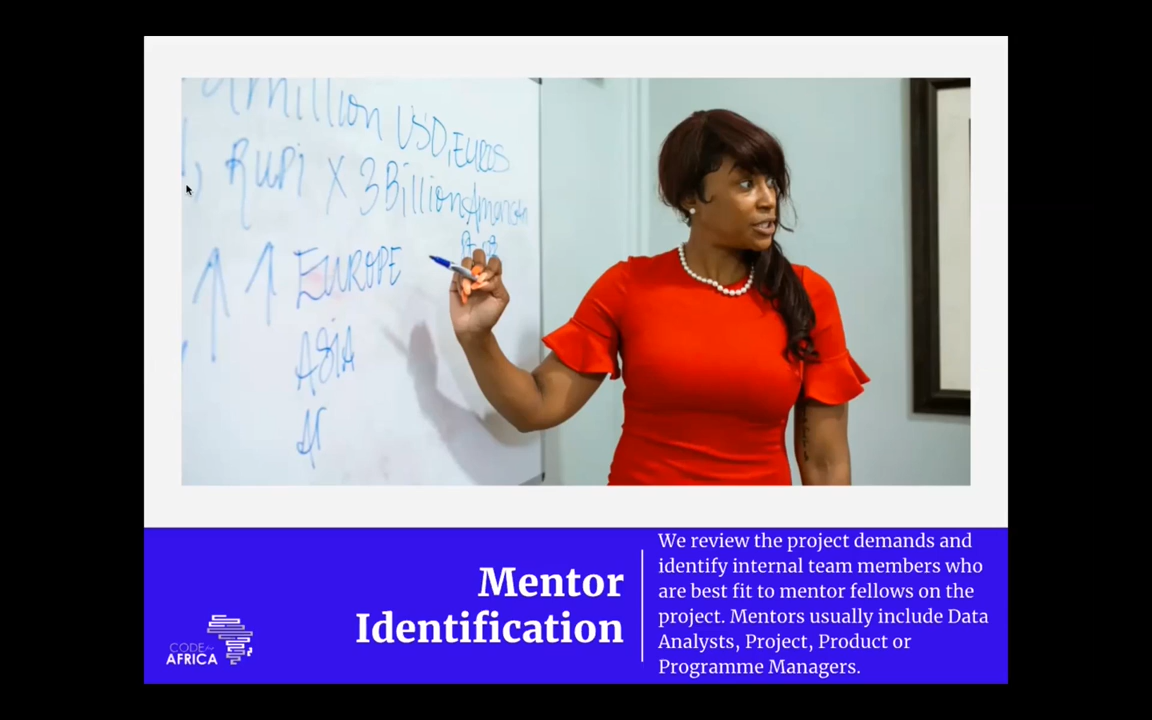 4million USD, Euros
Rupi X 3 Billion
EUROPE
ASiA
Mentor
Identification
We review the project demands and
identify internal team members who
are best fit to mentor fellows on the
project. Mentors usually include Data
Analysts, Project, Product or
Programme Managers.
CODE for
AFRICA